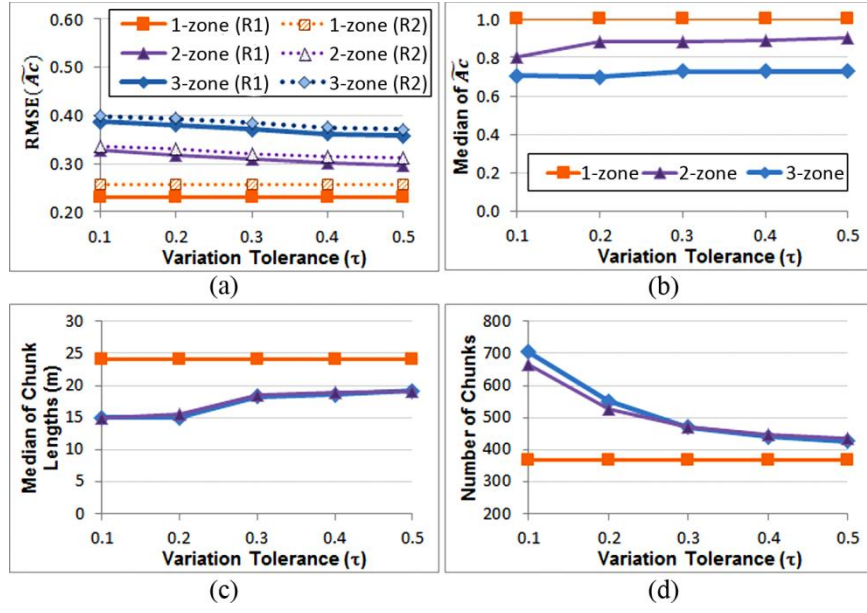 0.60
0.50
0.40
0.30
0.20
RMSE(Ãc)
1-zone (R1) 1-zone (R2)
2-zone (R1) 2-zone (R2)
3-zone (R1) 3-zone (R2)
0.1 0.2 0.3 0.4 0.5
Variation Tolerance (τ)
(a)
1.0
0.8
0.6
0.4
0.2
0.0
Median of Ãc
1-zone 2-zone 3-zone
0.1 0.2 0.3 0.4 0.5
Variation Tolerance (τ)
(b)
30
25
20
15
10
5
0
Median of Chunk
Lengths (m)
0.1 0.2 0.3 0.4 0.5
Variation Tolerance (τ)
(c)
800
700
600
500
400
300
200
Number of Chunks
0.1 0.2 0.3 0.4 0.5
Variation Tolerance (τ)
(d)